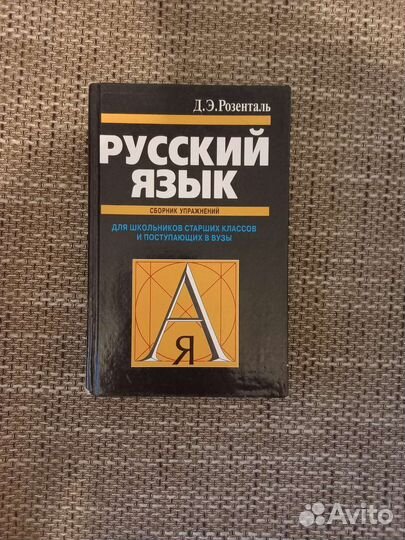 Д.Э.Розенталь
РУССКИЙ
ЯЗЫК
СБОРНИК УПРАЖНЕНИЙ
ДЛЯ ШКОЛЬНИКОВ СТАРШИХ КЛАССОВ
И ПОСТУПАЮЩИХ В ВУЗЫ
А
Я
Avito